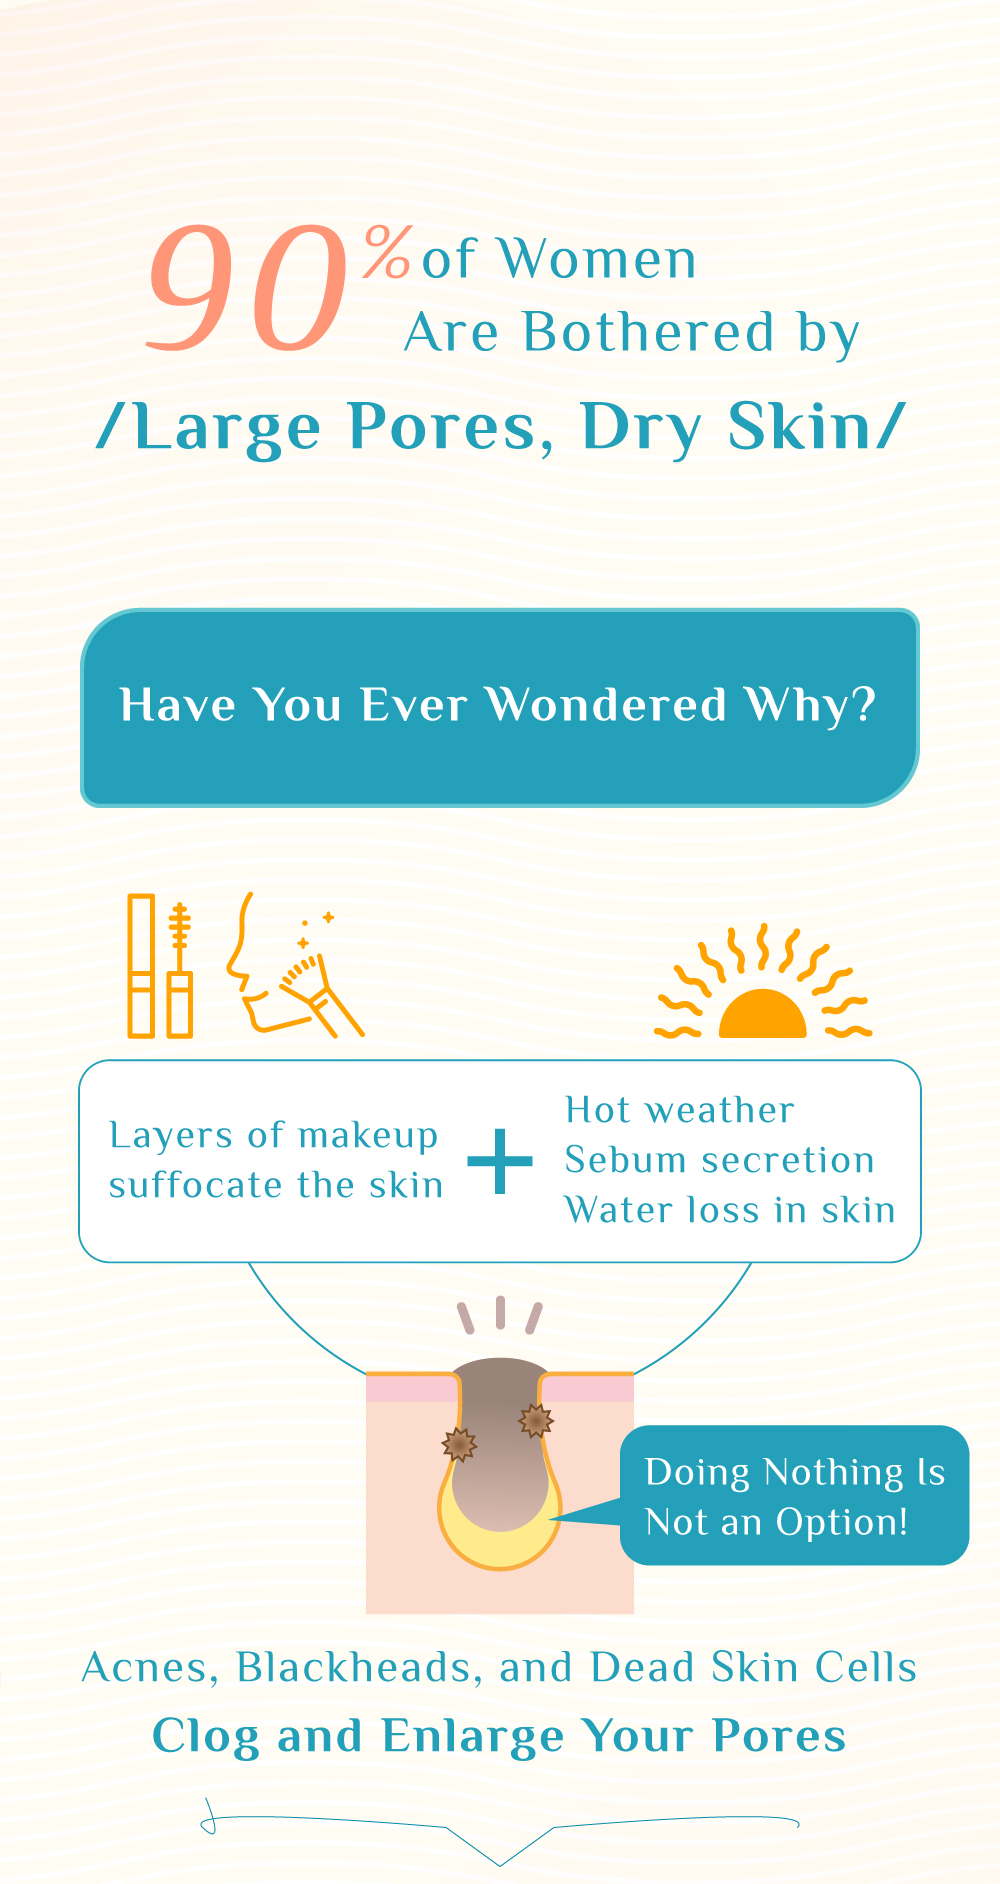 90% of Women
Are Bothered by
/Large Pores, Dry Skin/
Have You Ever Wondered Why?
Layers of makeup
suffocate the skin
+
Hot weather
Sebum secretion
Water loss in skin
Doing Nothing Is
Not an Option!
Acnes, Blackheads, and Dead Skin Cells
Clog and Enlarge Your Pores